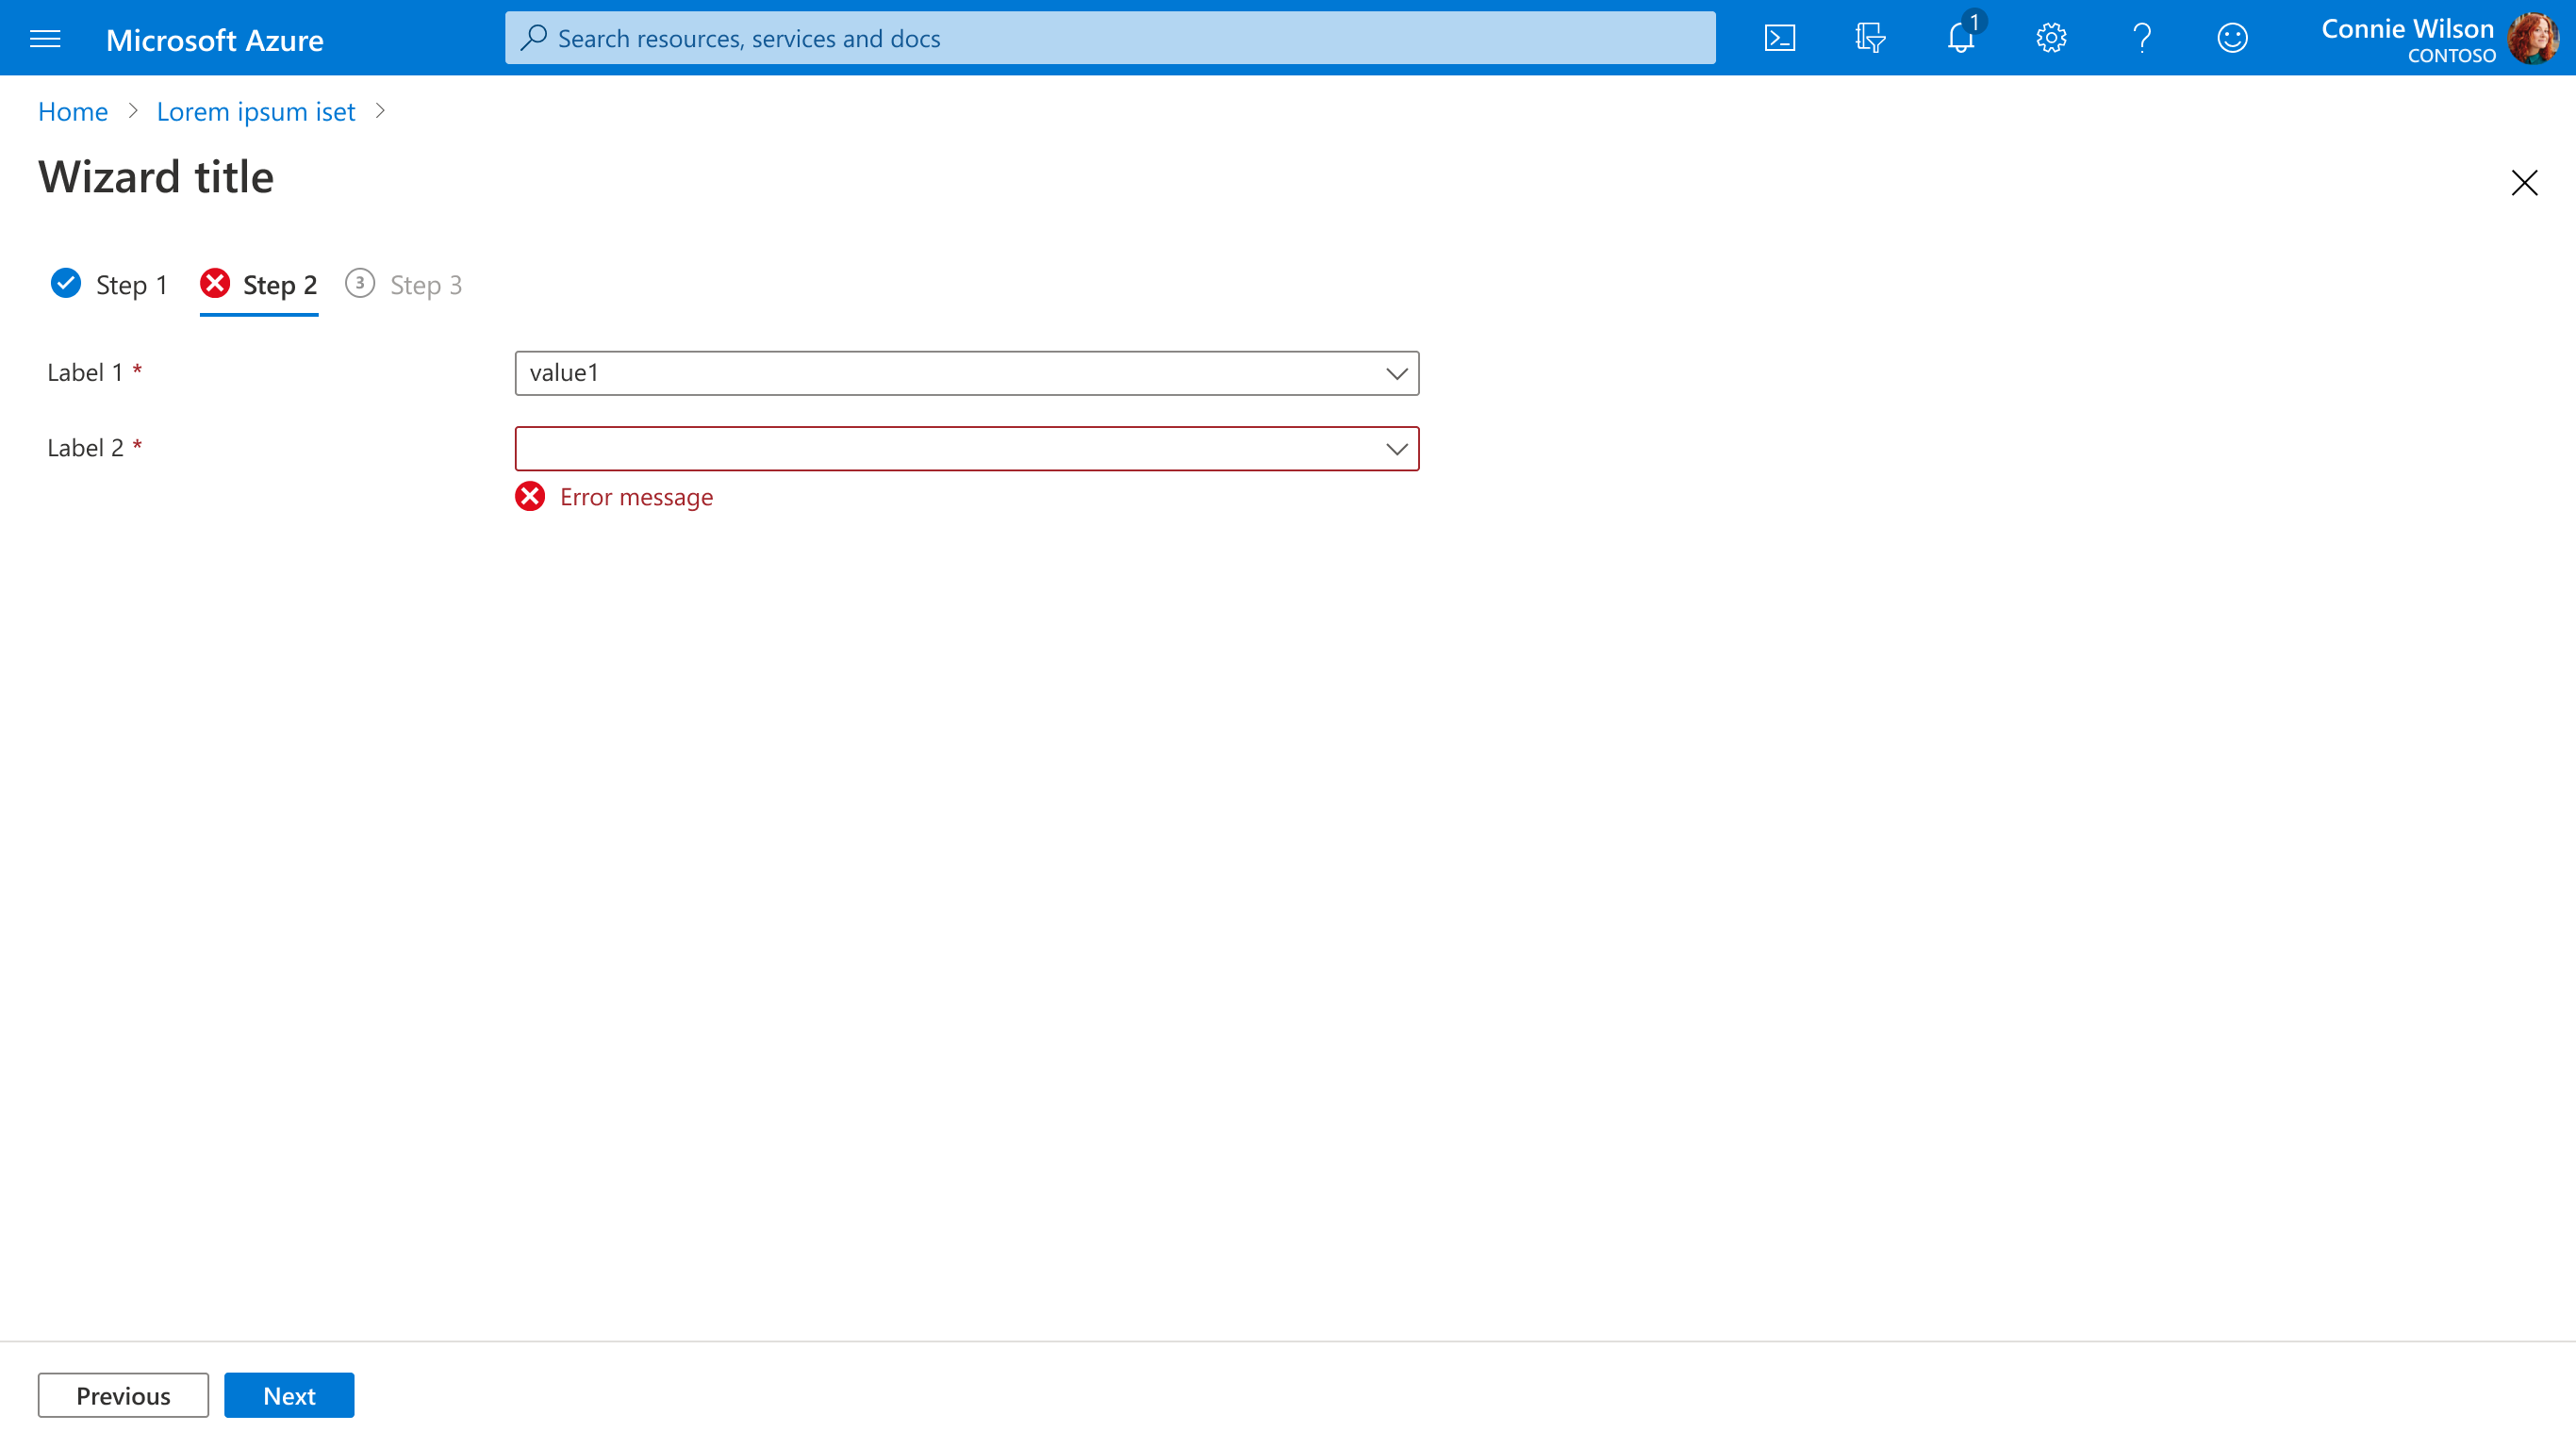 Microsoft Azure
Search resources, services and docs
1
Connie Wilson
CONTOSO
Home
Lorem ipsum iset
Wizard title
Step 1
Step 2
3 Step 3
Label 1 *
value1
Label 2 *
Error message
Previous
Next